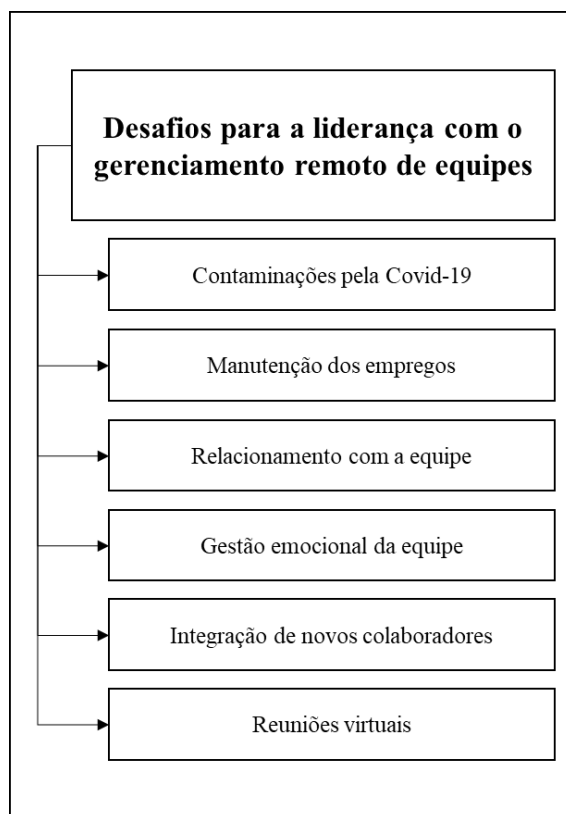 Desafios para a liderança com o
gerenciamento remoto de equipes
Contaminações pela Covid-19
Manutenção dos empregos
Relacionamento com a equipe
Gestão emocional da equipe
Integração de novos colaboradores
Reuniões virtuais